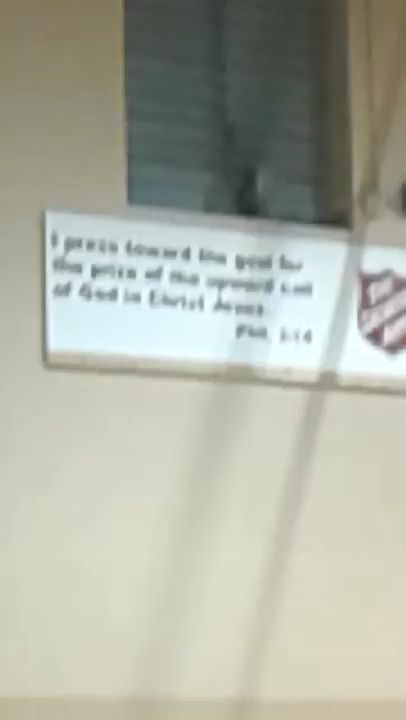 I press toward the goal for
the prize of the upward call
of God in Christ Jesus
Phil. 3:14
THE